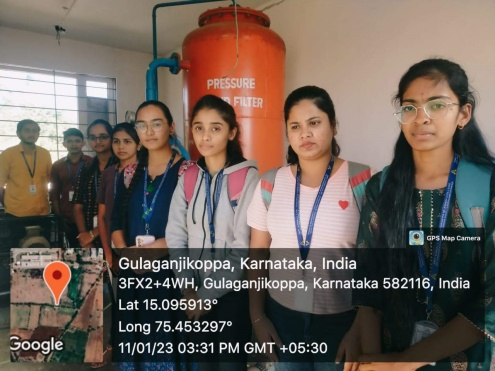 PRESSURE
FILTER
GPS Map Camera
Gulaganjikoppa, Karnataka, India
3FX2+4WH, Gulaganjikoppa, Karnataka 582116, India
Lat 15.095913°
Long 75.453297°
11/01/23 03:31 PM GMT +05:30
Google